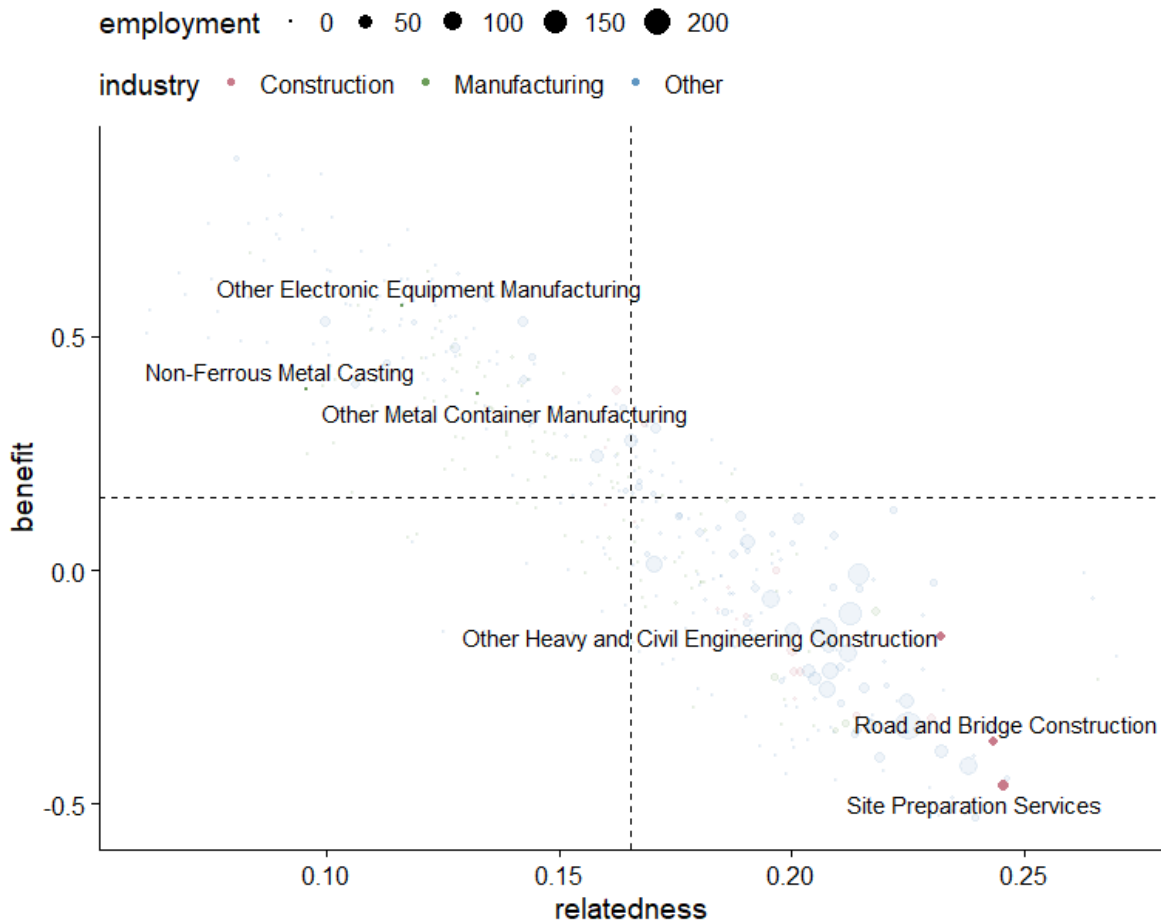 employment 0 50 100 150 200
industry Construction Manufacturing Other
Other Electronic Equipment Manufacturing
0.5
Non-Ferrous Metal Casting
Other Metal Container Manufacturing
benefit
0.0
Other Heavy and Civil Engineering Construction
Road and Bridge Construction
-0.5
Site Preparation Services
0.10 0.15 0.20 0.25
relatedness